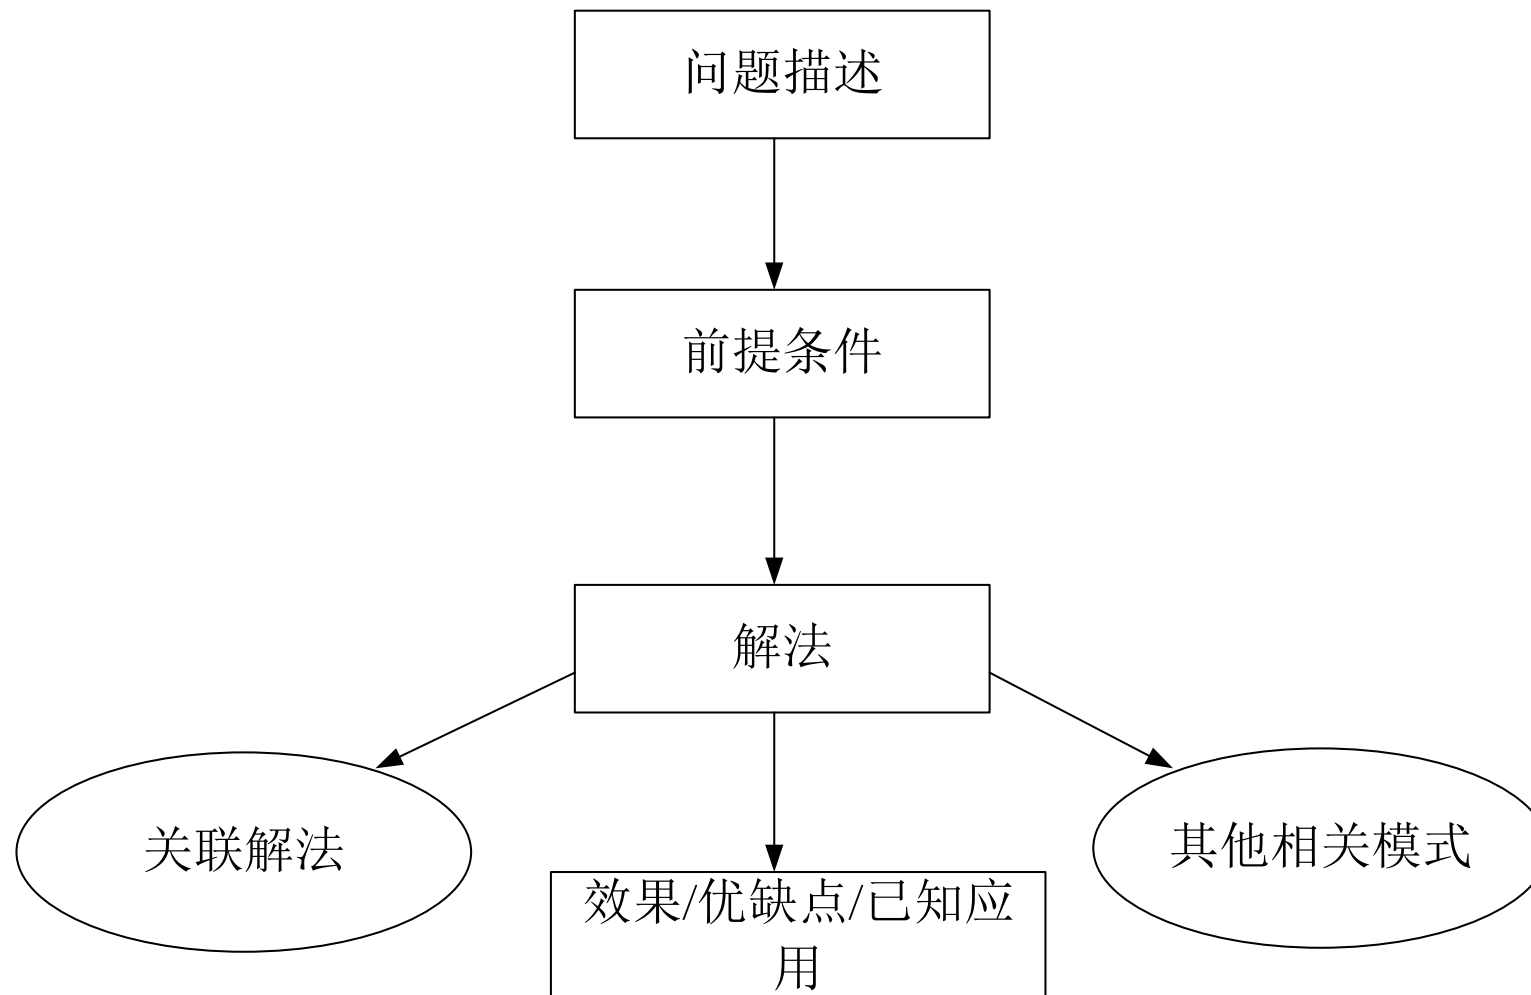 问题描述
前提条件
解法
关联解法
其他相关模式
效果/优缺点/已知应
用